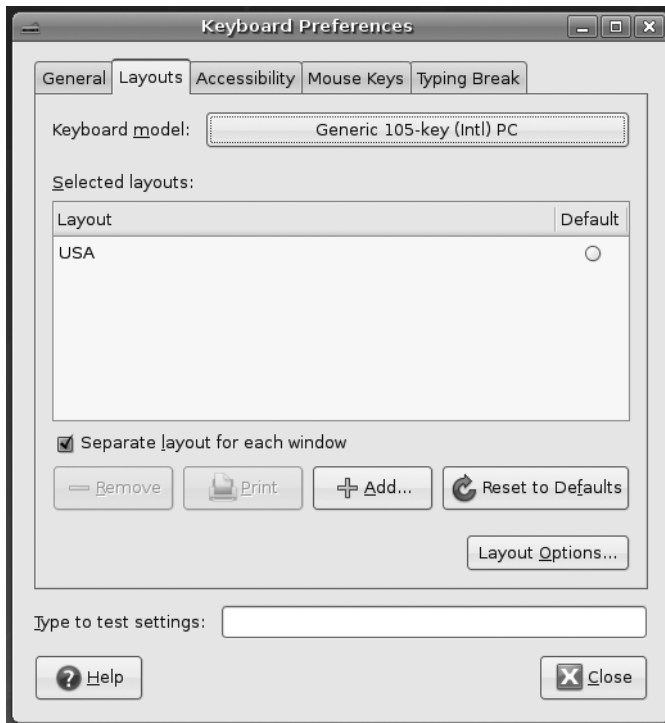 Keyboard Preferences
General Layouts Accessibility Mouse Keys Typing Break
Keyboard model: Generic 105-key (Intl) PC
Selected layouts:
Layout Default
USA
Separate layout for each window
Remove Print Add... Reset to Defaults
Layout Options...
Type to test settings:
Help Close